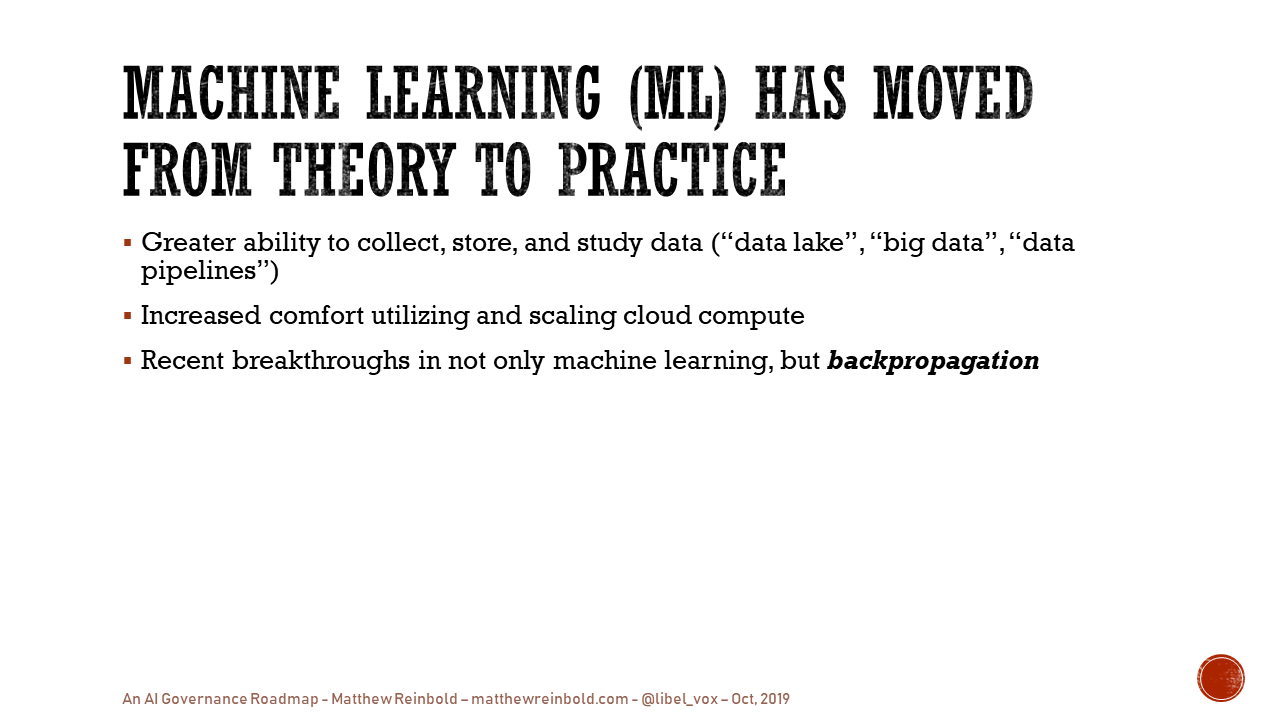 MACHINE LEARNING (ML) HAS MOVED
FROM THEORY TO PRACTICE
▪ Greater ability to collect, store, and study data (“data lake”, “big data”, “data
pipelines”)
▪ Increased comfort utilizing and scaling cloud compute
▪ Recent breakthroughs in not only machine learning, but backpropagation
An AI Governance Roadmap - Matthew Reinbold – matthewreinbold.com - @libel_vox – Oct, 2019